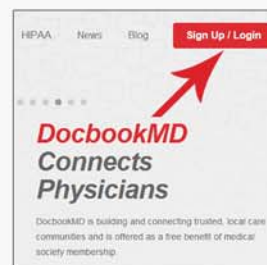 HIPAA News Blog Sign Up / Login
DocbookMD
Connects
Physicians
DocbookMD is building and connecting trusted, local care
communities and is offered as a free benefit of medical
society membership.